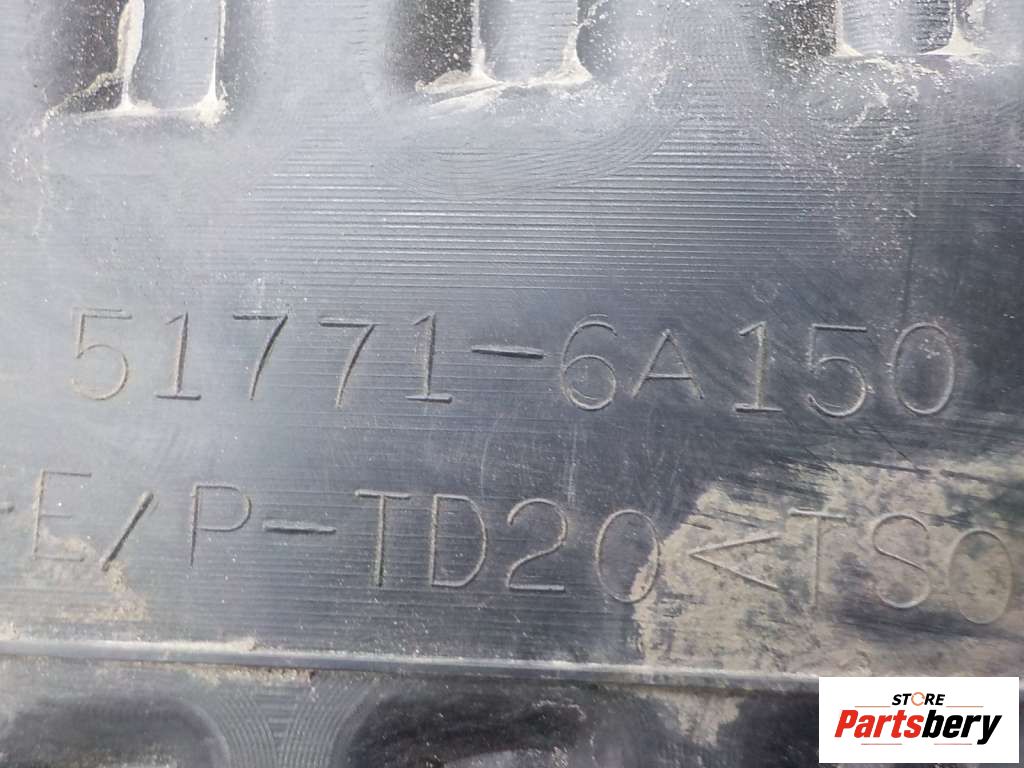 51771-6A150
-E/P-TD20<TSO
STORE
Partsbery